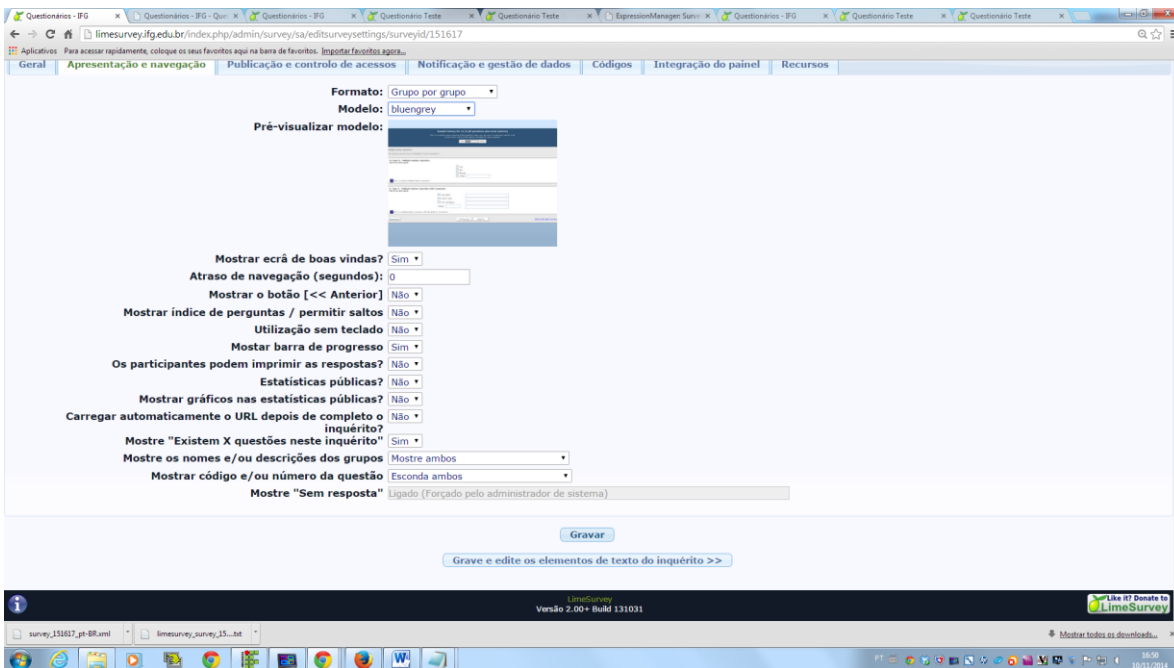 Questionários - IFG
Questionários - IFG - Que
Questionários - IFG
Questionário Teste
Questionário Teste
ExpressionManager: Surve
Questionários - IFG
Questionário Teste
Questionário Teste
limesurvey.ifg.edu.br/index.php/admin/survey/sa/editsurveysettings/surveyid/151617
Aplicativos Para acessar rapidamente, coloque os seus favoritos aqui na barra de favoritos. Importar favoritos agora...
Geral Apresentação e navegação Publicação e controlo de acessos Notificação e gestão de dados Códigos Integração do painel Recursos
Formato: Grupo por grupo
Modelo: bluengrey
Pré-visualizar modelo:
Mostrar ecrâ de boas vindas? Sim
Atraso de navegação (segundos): 0
Mostrar o botão [<< Anterior] Não
Mostrar índice de perguntas / permitir saltos Não
Utilização sem teclado Não
Mostar barra de progresso Sim
Os participantes podem imprimir as respostas? Não
Estatísticas públicas? Não
Mostrar gráficos nas estatísticas públicas? Não
Carregar automaticamente o URL depois de completo o Não
inquérito?
Mostre "Existem X questões neste inquérito" Sim
Mostre os nomes e/ou descrições dos grupos Mostre ambos
Mostrar código e/ou número da questão Esconda ambos
Mostre "Sem resposta" Ligado (Forçado pelo administrador de sistema)
Gravar
Grave e edite os elementos de texto do inquérito >>
LimeSurvey
Versão 2.00+ Build 131031
Like it? Donate to
LimeSurvey
survey_151617_pt-BR.xml
limesurvey_survey_15....txt
Mostrar todos os downloads...
PT
16:50
10/11/2014